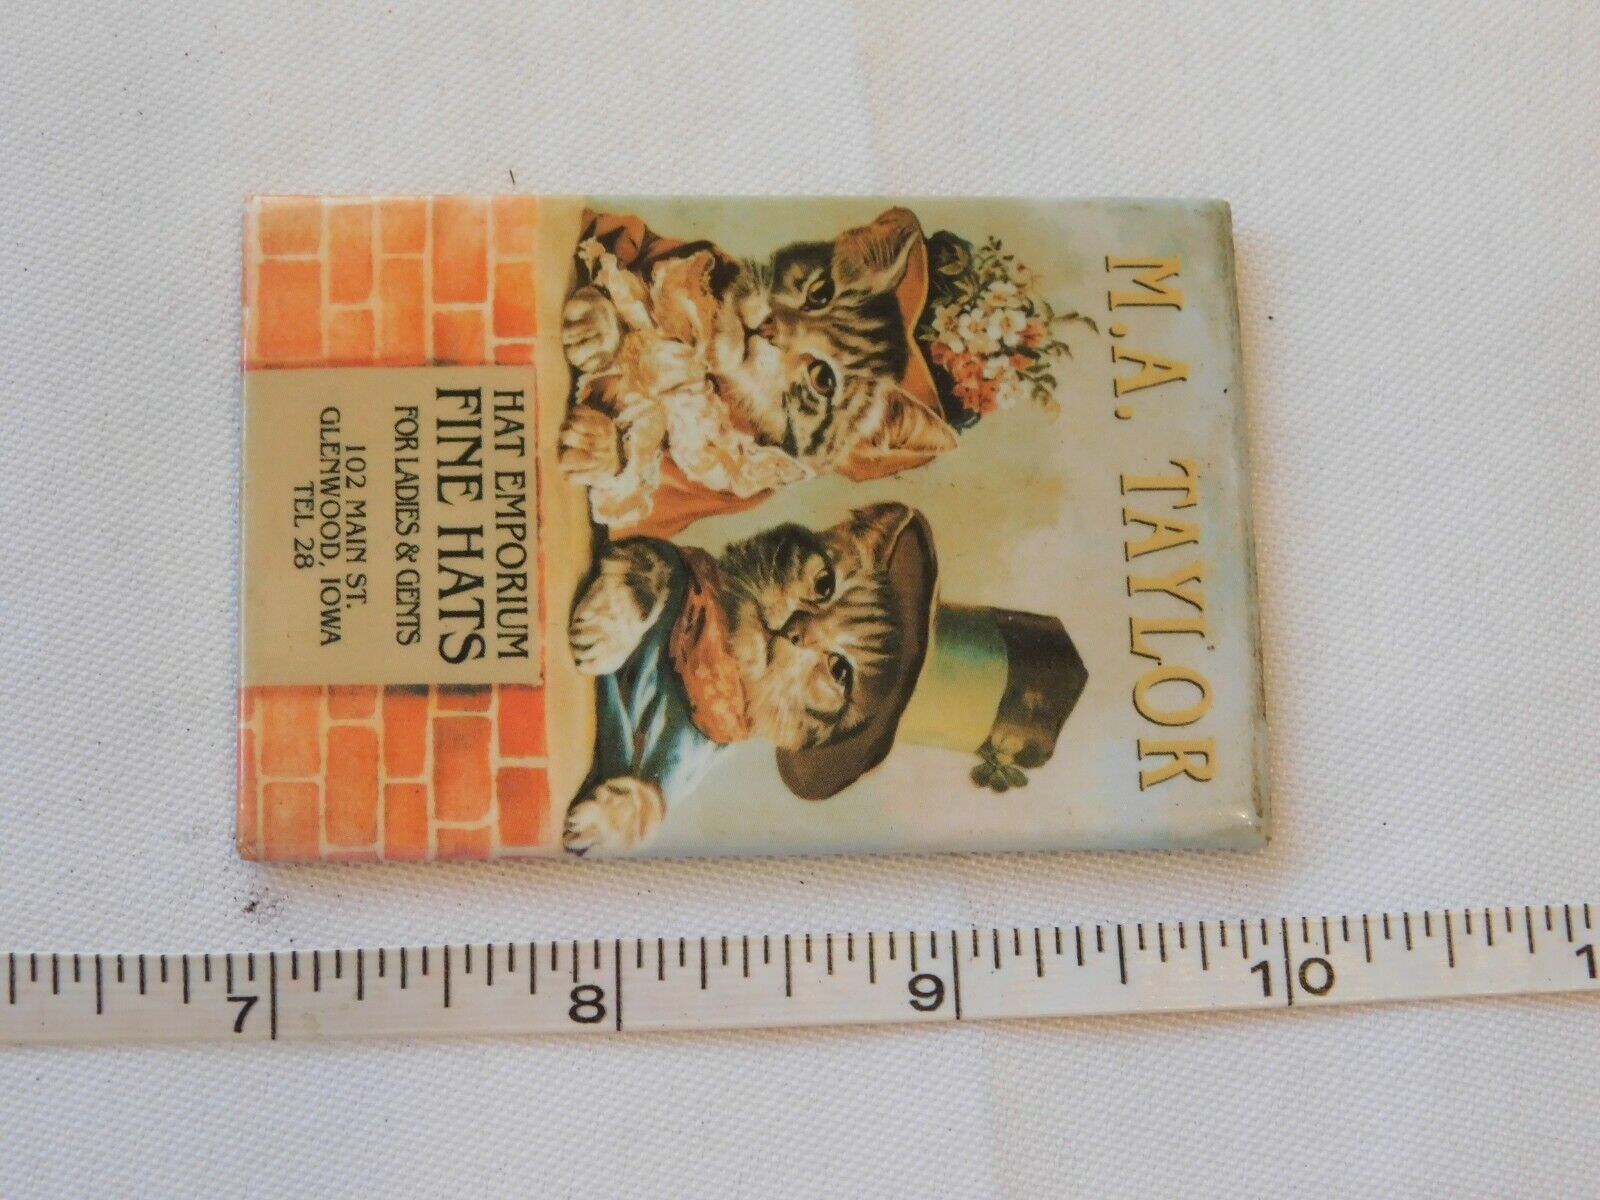 M.A. TAYLOR
HAT EMPORIUM
FINE HATS
FOR LADIES & GENTS
102 MAIN ST.
GLENWOOD, IOWA
TEL 28
7 8 9 10 1